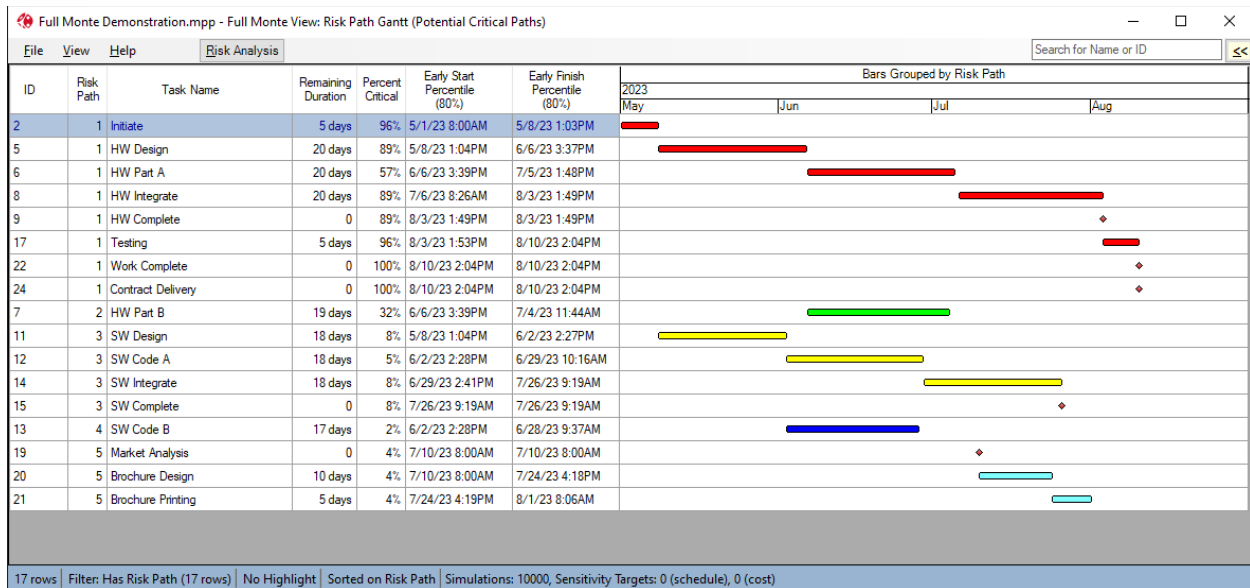 Full Monte Demonstration.mpp - Full Monte View: Risk Path Gantt (Potential Critical Paths)
File View Help Risk Analysis Search for Name or ID <<
ID Risk Path Task Name Remaining Duration Percent Critical Early Start Percentile (80%) Early Finish Percentile (80%) Bars Grouped by Risk Path
2023
May Jun Jul Aug
2 1 Initiate 5 days 96% 5/1/23 8:00AM 5/8/23 1:03PM
5 1 HW Design 20 days 89% 5/8/23 1:04PM 6/6/23 3:37PM
6 1 HW Part A 20 days 57% 6/6/23 3:39PM 7/5/23 1:48PM
8 1 HW Integrate 20 days 89% 7/6/23 8:26AM 8/3/23 1:49PM
9 1 HW Complete 0 89% 8/3/23 1:49PM 8/3/23 1:49PM
17 1 Testing 5 days 96% 8/3/23 1:53PM 8/10/23 2:04PM
22 1 Work Complete 0 100% 8/10/23 2:04PM 8/10/23 2:04PM
24 1 Contract Delivery 0 100% 8/10/23 2:04PM 8/10/23 2:04PM
7 2 HW Part B 19 days 32% 6/6/23 3:39PM 7/4/23 11:44AM
11 3 SW Design 18 days 8% 5/8/23 1:04PM 6/2/23 2:27PM
12 3 SW Code A 18 days 5% 6/2/23 2:28PM 6/29/23 10:16AM
14 3 SW Integrate 18 days 8% 6/29/23 2:41PM 7/26/23 9:19AM
15 3 SW Complete 0 8% 7/26/23 9:19AM 7/26/23 9:19AM
13 4 SW Code B 17 days 2% 6/2/23 2:28PM 6/28/23 9:37AM
19 5 Market Analysis 0 4% 7/10/23 8:00AM 7/10/23 8:00AM
20 5 Brochure Design 10 days 4% 7/10/23 8:00AM 7/24/23 4:18PM
21 5 Brochure Printing 5 days 4% 7/24/23 4:19PM 8/1/23 8:06AM
17 rows Filter: Has Risk Path (17 rows) No Highlight Sorted on Risk Path Simulations: 10000, Sensitivity Targets: 0 (schedule), 0 (cost)